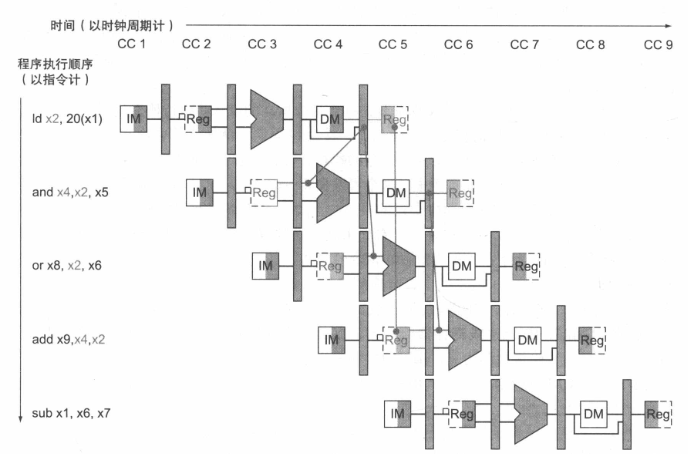 时间（以时钟周期计）
CC 1 CC 2 CC 3 CC 4 CC 5 CC 6 CC 7 CC 8 CC 9
程序执行顺序
（以指令计）
ld x2, 20(x1) IM Reg DM Reg
and x4,x2, x5 IM Reg DM Reg
or x8, x2, x6 IM Reg DM Reg
add x9,x4,x2 IM Reg DM Reg
sub x1, x6, x7 IM Reg DM Reg